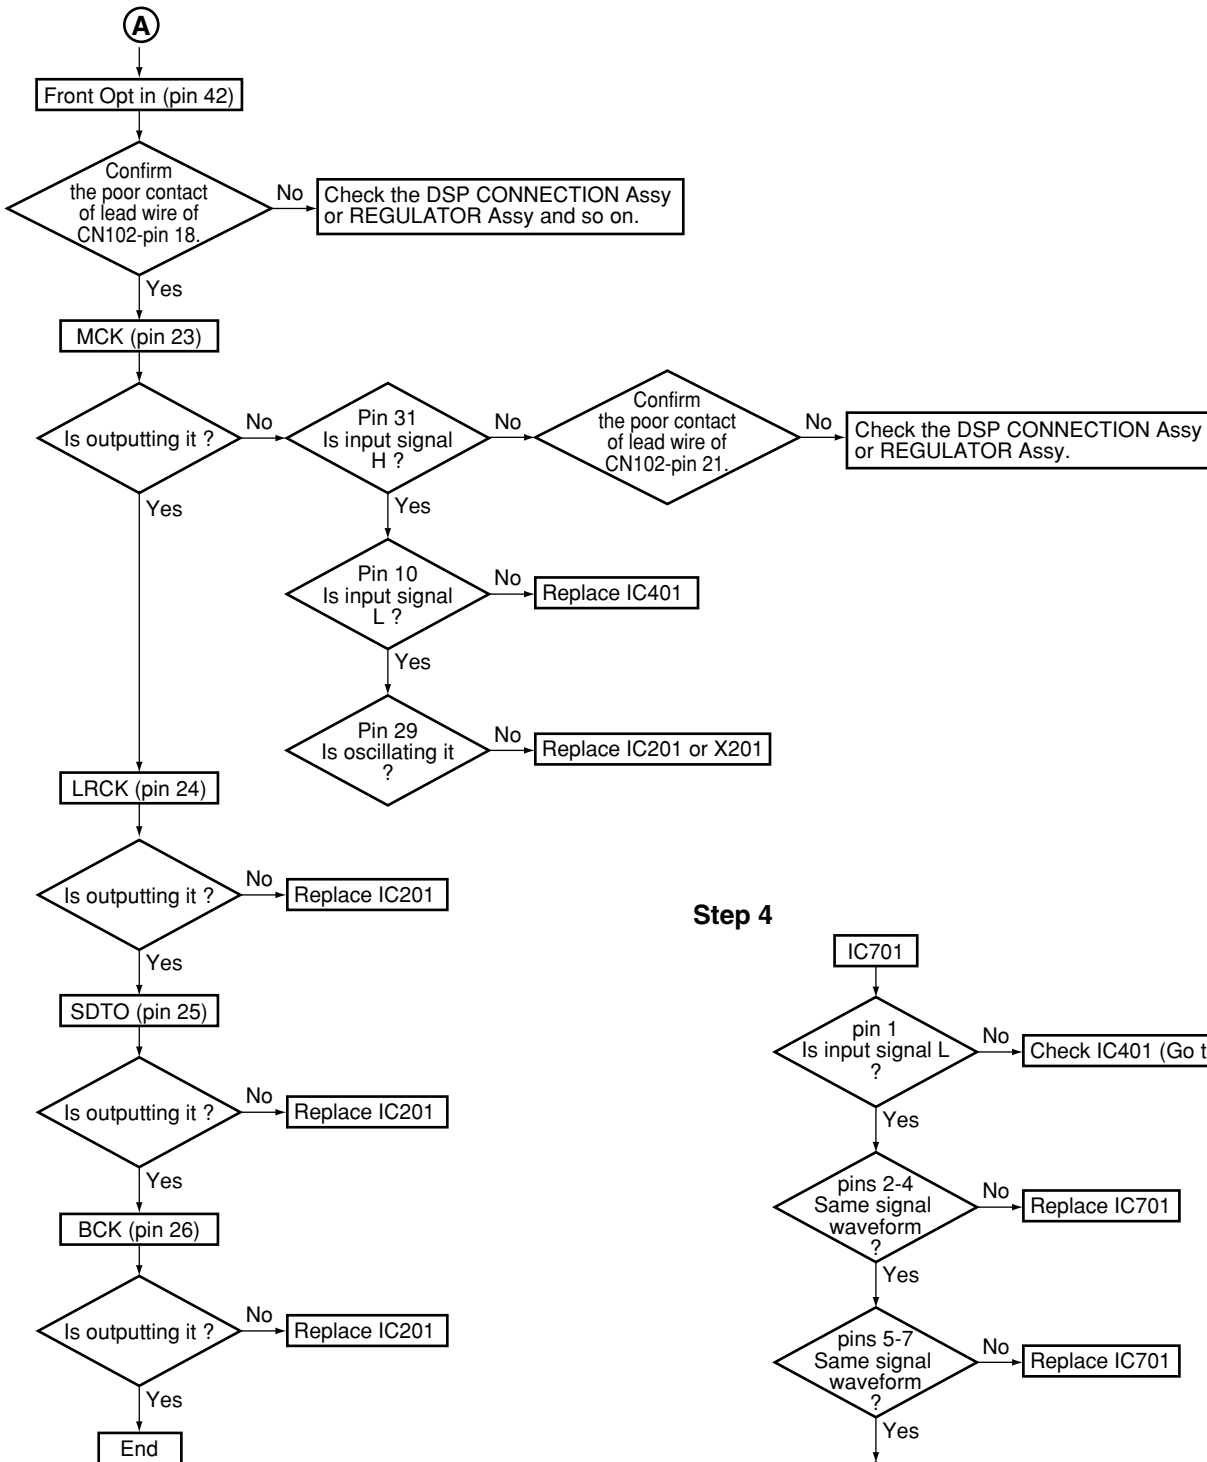 A
Front Opt in (pin 42)
Confirm
the poor contact
of lead wire of
CN102-pin 18.
No
Check the DSP CONNECTION Assy
or REGULATOR Assy and so on.
Yes
MCK (pin 23)
Is outputting it ?
No
Pin 31
Is input signal
H ?
No
Confirm
the poor contact
of lead wire of
CN102-pin 21.
No
Check the DSP CONNECTION Assy
or REGULATOR Assy.
Yes
Yes
Pin 10
Is input signal
L ?
No
Replace IC401
Yes
Pin 29
Is oscillating it
?
No
Replace IC201 or X201
LRCK (pin 24)
Is outputting it ?
No
Replace IC201
Yes
SDTO (pin 25)
Is outputting it ?
No
Replace IC201
Yes
BCK (pin 26)
Is outputting it ?
No
Replace IC201
Yes
End
Step 4
IC701
pin 1
Is input signal L
?
No
Check IC401 (Go t
Yes
pins 2-4
Same signal
waveform
?
No
Replace IC701
Yes
pins 5-7
Same signal
waveform
?
No
Replace IC701
Yes